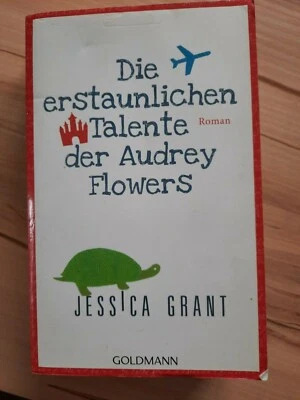 Die
erstaunlichen
Talente
Roman
der Audrey
Flowers
JESSICA GRANT
GOLDMANN